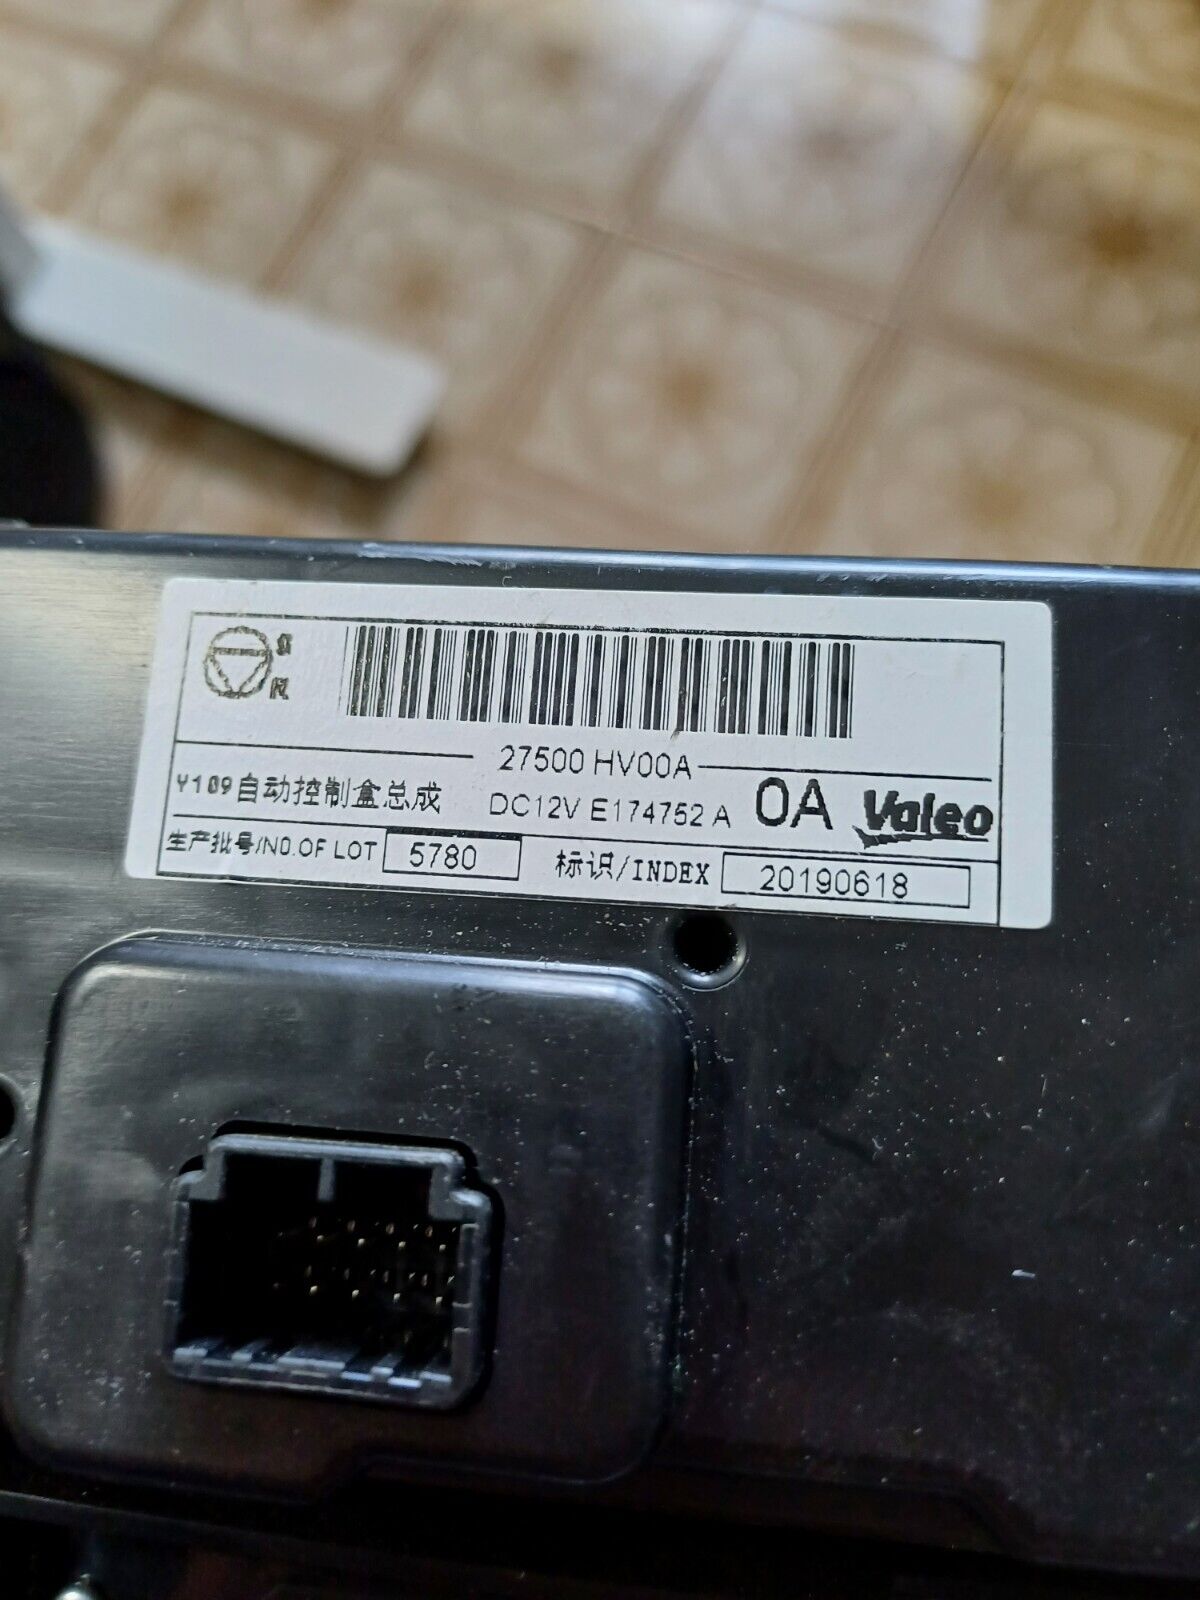 27500 HV00A
Y109自动控制盒总成 DC12V E174752 A 0A Valeo
生产批号/NO.OF LOT 5780 标识/INDEX 20190618